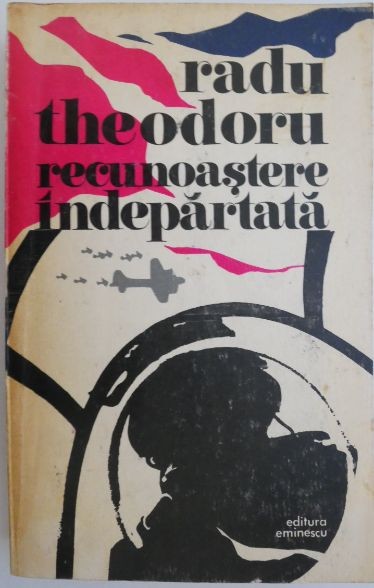 radu
theodoru
recunoaștere
îndepărtată
editura
eminescu